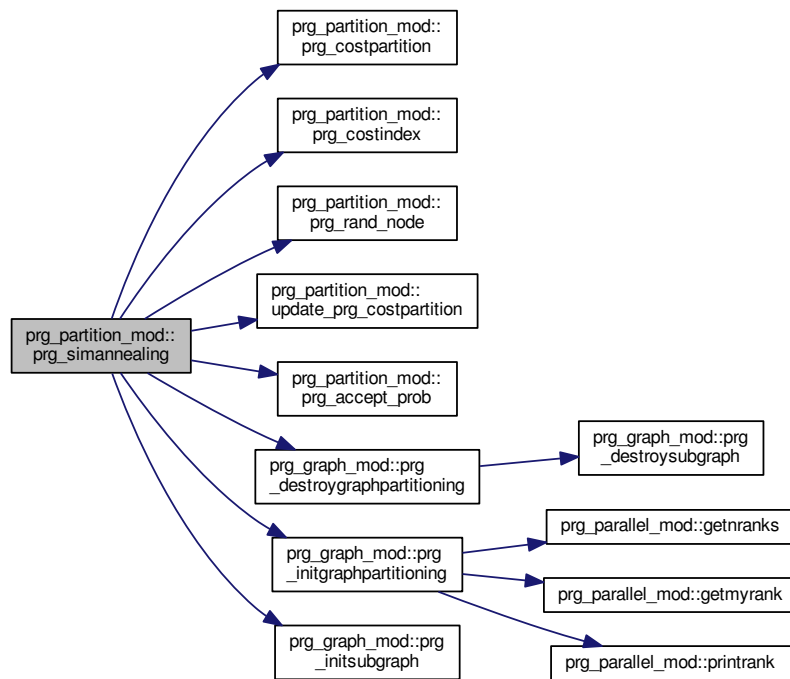 prg_partition_mod::
prg_costpartition
prg_partition_mod::
prg_costindex
prg_partition_mod::
prg_rand_node
prg_partition_mod::
update_prg_costpartition
prg_partition_mod::
prg_simannealing
prg_partition_mod::
prg_accept_prob
prg_graph_mod::prg
_destroygraphpartitioning
prg_graph_mod::prg
_destroysubgraph
prg_graph_mod::prg
_initgraphpartitioning
prg_parallel_mod::getnranks
prg_parallel_mod::getmyrank
prg_parallel_mod::printrank
prg_graph_mod::prg
_initsubgraph